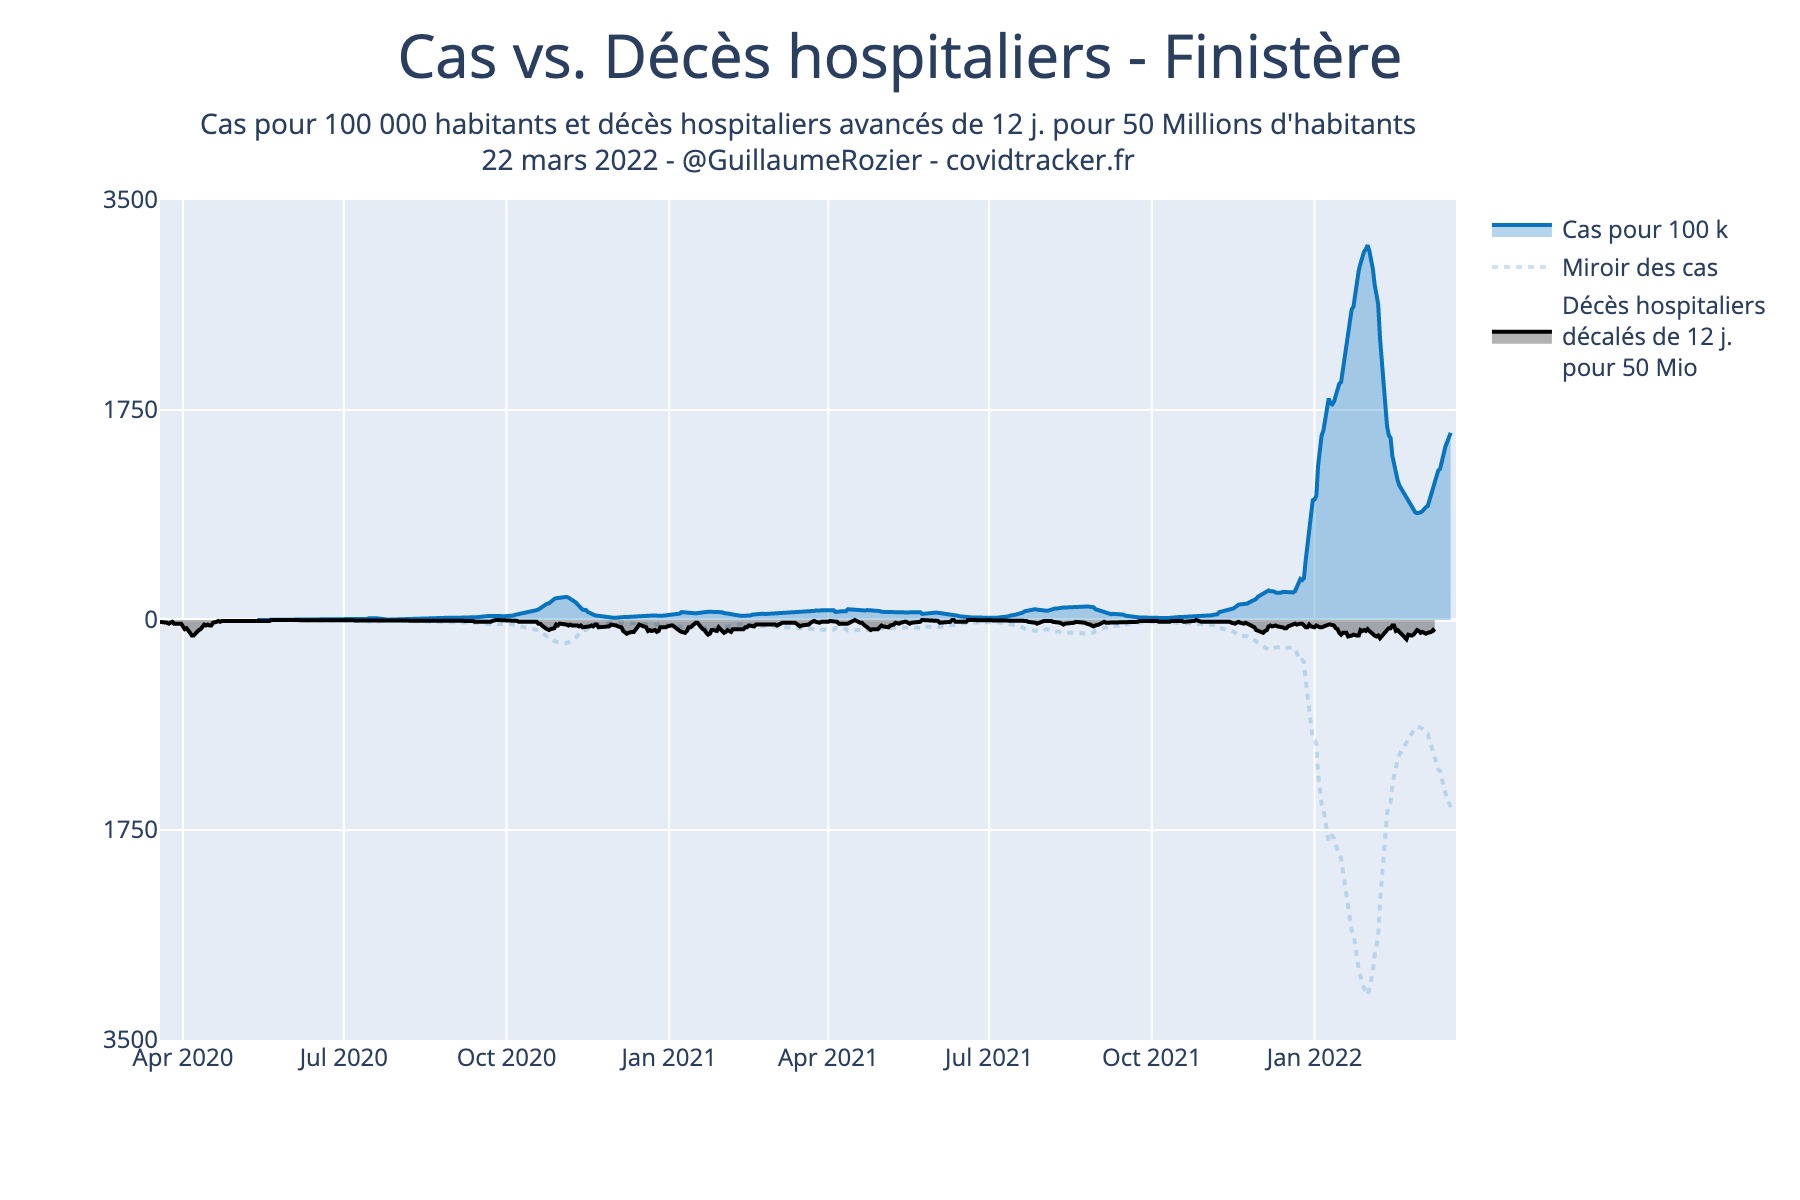 Cas vs. Décès hospitaliers - Finistère
Cas pour 100 000 habitants et décès hospitaliers avancés de 12 j. pour 50 Millions d'habitants
22 mars 2022 - @GuillaumeRozier - covidtracker.fr
3500
1750
0
1750
3500
Apr 2020
Jul 2020
Oct 2020
Jan 2021
Apr 2021
Jul 2021
Oct 2021
Jan 2022
Cas pour 100 k
Miroir des cas
Décès hospitaliers
décalés de 12 j.
pour 50 Mio